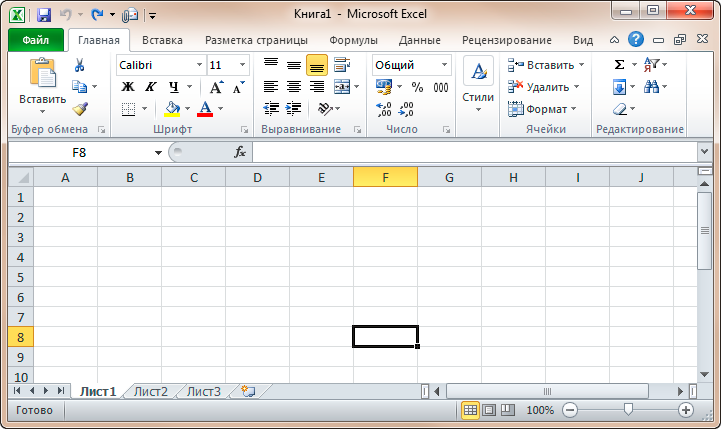 Книга1 - Microsoft Excel
Файл Главная Вставка Разметка страницы Формулы Данные Рецензирование Вид
Calibri 11 Общий Вставить
Ж К Ч А А % 000 Удалить
Вставить Стили Формат
Буфер обмена Шрифт Выравнивание Число Ячейки Редактирование
F8 fx
A B C D E F G H I J
1
2
3
4
5
6
7
8
9
10
Лист1 Лист2 Лист3
Готово 100%